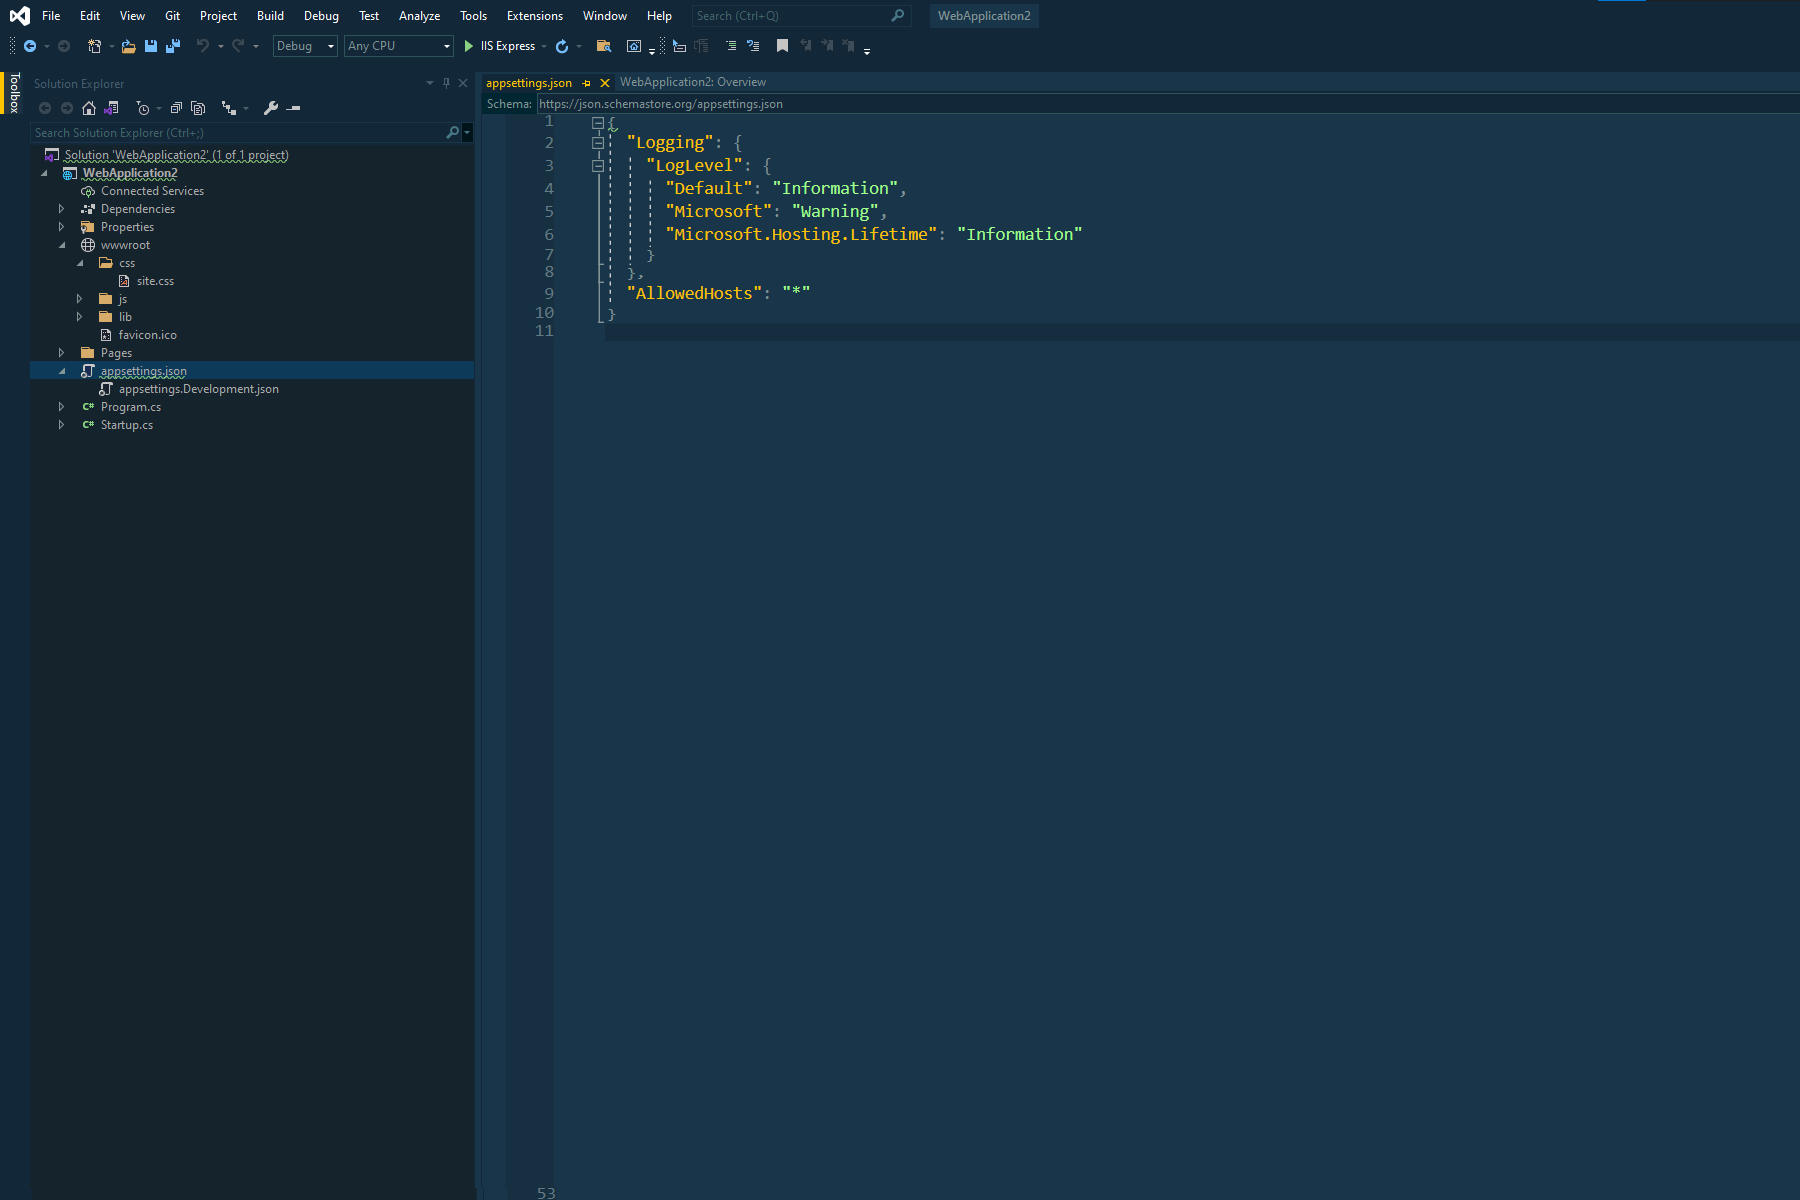 File Edit View Git Project Build Debug Test Analyze Tools Extensions Window Help Search (Ctrl+Q) WebApplication2
Debug Any CPU IIS Express
Toolbox
Solution Explorer
Search Solution Explorer (Ctrl+;)
Solution 'WebApplication2' (1 of 1 project)
WebApplication2
Connected Services
Dependencies
Properties
wwwroot
css
site.css
js
lib
favicon.ico
Pages
appsettings.json
appsettings.Development.json
C# Program.cs
C# Startup.cs
appsettings.json WebApplication2: Overview
Schema: https://json.schemastore.org/appsettings.json
1 {
2 "Logging": {
3 "LogLevel": {
4 "Default": "Information",
5 "Microsoft": "Warning",
6 "Microsoft.Hosting.Lifetime": "Information"
7 }
8 },
9 "AllowedHosts": "*"
10 }
11
53